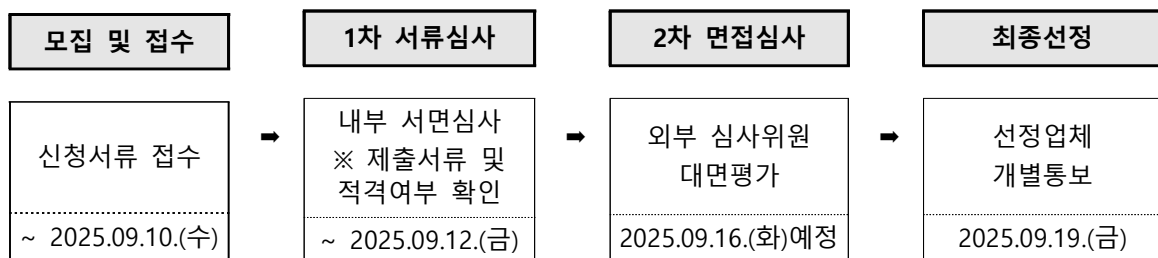 모집 및 접수
1차 서류심사
2차 면접심사
최종선정
신청서류 접수
~ 2025.09.10.(수)
➡
내부 서면심사
※ 제출서류 및
적격여부 확인
~ 2025.09.12.(금)
➡
외부 심사위원
대면평가
2025.09.16.(화)예정
➡
선정업체
개별통보
2025.09.19.(금)